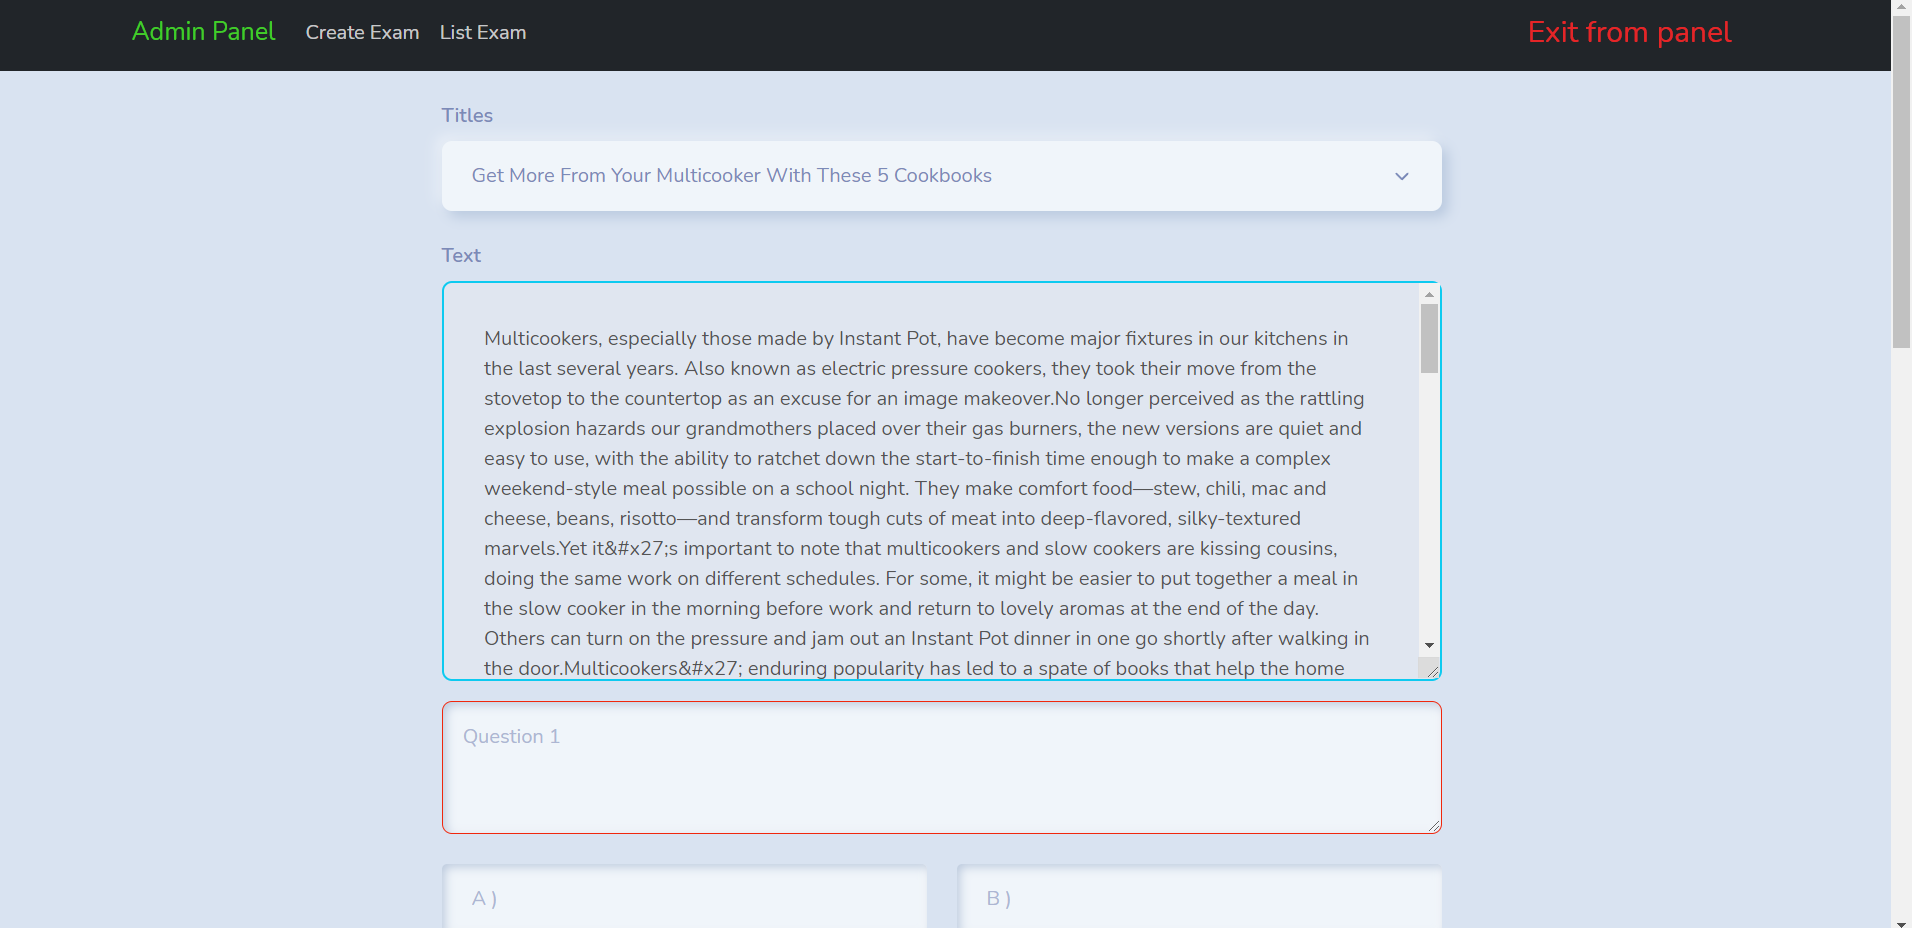 Admin Panel Create Exam List Exam Exit from panel
Titles
Get More From Your Multicooker With These 5 Cookbooks
Text
Multicookers, especially those made by Instant Pot, have become major fixtures in our kitchens in
the last several years. Also known as electric pressure cookers, they took their move from the
stovetop to the countertop as an excuse for an image makeover.No longer perceived as the rattling
explosion hazards our grandmothers placed over their gas burners, the new versions are quiet and
easy to use, with the ability to ratchet down the start-to-finish time enough to make a complex
weekend-style meal possible on a school night. They make comfort food—stew, chili, mac and
cheese, beans, risotto—and transform tough cuts of meat into deep-flavored, silky-textured
marvels.Yet it&#x27;s important to note that multicookers and slow cookers are kissing cousins,
doing the same work on different schedules. For some, it might be easier to put together a meal in
the slow cooker in the morning before work and return to lovely aromas at the end of the day.
Others can turn on the pressure and jam out an Instant Pot dinner in one go shortly after walking in
the door.Multicookers&#x27; enduring popularity has led to a spate of books that help the home
Question 1
A ) B )